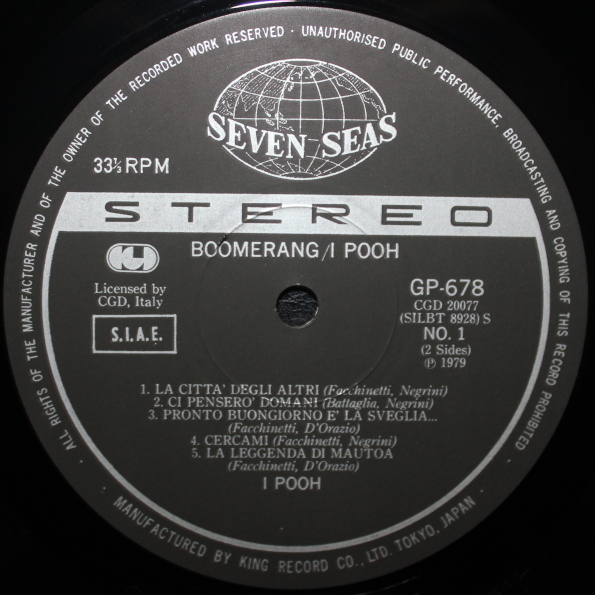 ALL RIGHTS OF THE MANUFACTURER AND OF THE OWNER OF THE RECORDED WORK RESERVED · UNAUTHORISED PUBLIC PERFORMANCE, BROADCASTING AND COPYING OF THIS RECORD PROHIBITED
SEVEN SEAS
33⅓ RPM
STEREO
BOOMERANG/I POOH
CGD
Licensed by
CGD, Italy
S.I.A.E.
GP-678
CGD 20077
(SILBT 8928) S
NO. 1
(2 Sides)
℗ 1979
1. LA CITTA' DEGLI ALTRI (Facchinetti, Negrini)
2. CI PENSERO' DOMANI (Battaglia, Negrini)
3. PRONTO BUONGIORNO E' LA SVEGLIA...
(Facchinetti, D'Orazio)
4. CERCAMI (Facchinetti, Negrini)
5. LA LEGGENDA DI MAUTOA
(Facchinetti, D'Orazio)
I POOH
MANUFACTURED BY KING RECORD CO., LTD. TOKYO, JAPAN